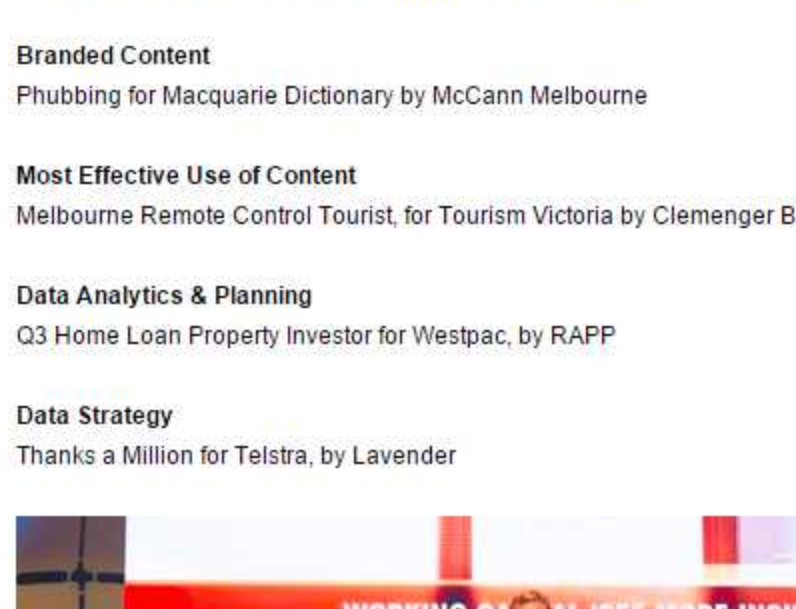 Branded Content
Phubbing for Macquarie Dictionary by McCann Melbourne
Most Effective Use of Content
Melbourne Remote Control Tourist, for Tourism Victoria by Clemenger B
Data Analytics & Planning
Q3 Home Loan Property Investor for Westpac, by RAPP
Data Strategy
Thanks a Million for Telstra, by Lavender
WORKING